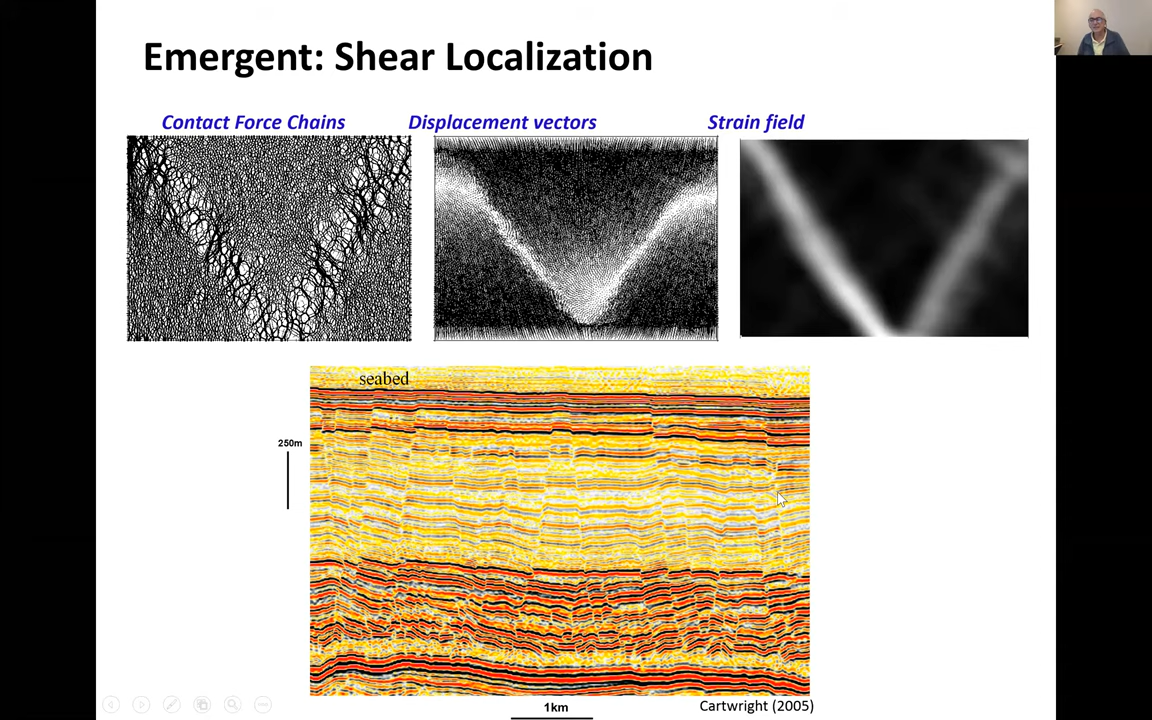 Emergent: Shear Localization
Contact Force Chains
Displacement vectors
Strain field
seabed
250m
1km
Cartwright (2005)